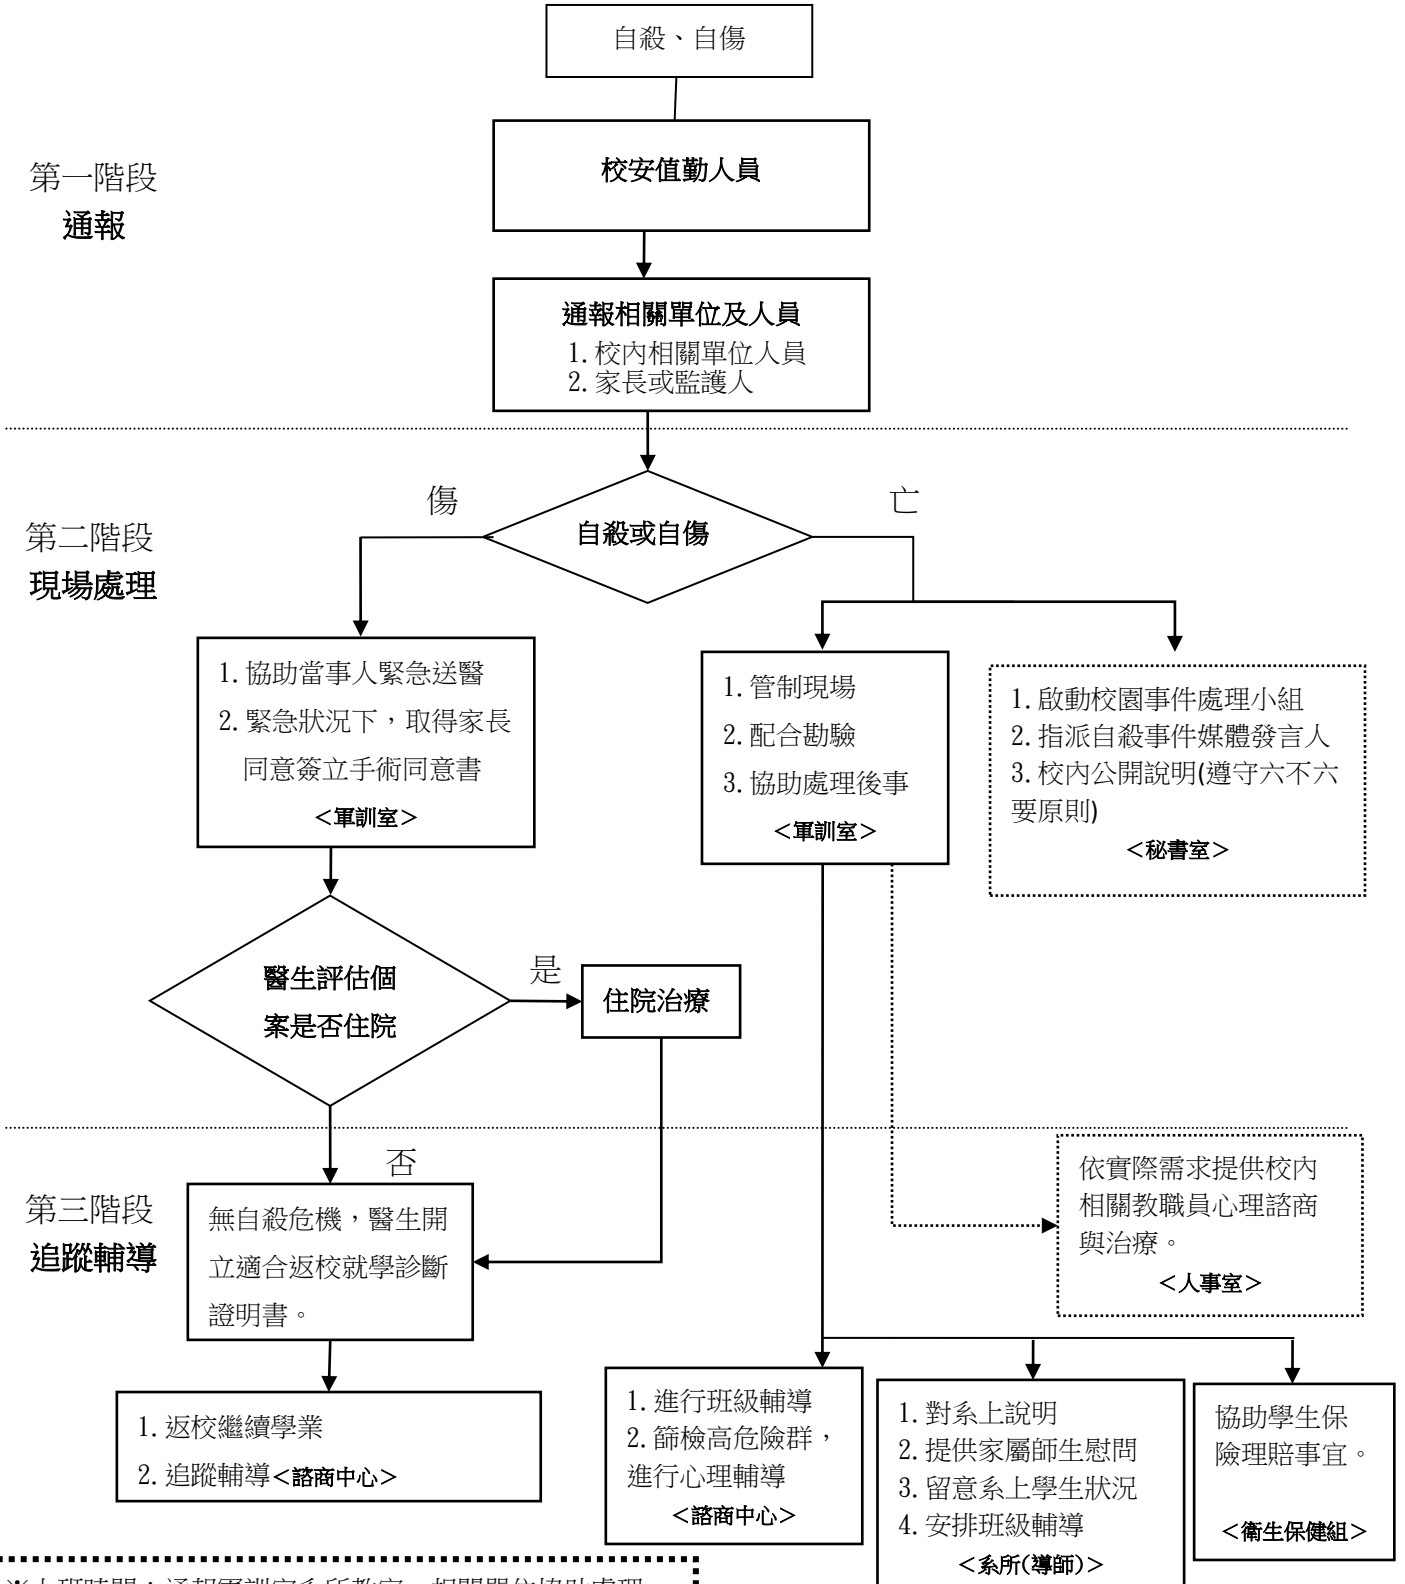 自殺、自傷
第一階段
通報
校安值勤人員
通報相關單位及人員
1.校內相關單位人員
2.家長或監護人
傷
亡
自殺或自傷
第二階段
現場處理
1.協助當事人緊急送醫
2.緊急狀況下，取得家長
同意簽立手術同意書
＜軍訓室＞
1.管制現場
2.配合勘驗
3.協助處理後事
＜軍訓室＞
1.啟動校園事件處理小組
2.指派自殺事件媒體發言人
3.校內公開說明(遵守六不六
要原則)
＜秘書室＞
醫生評估個
案是否住院
是
住院治療
否
第三階段
追蹤輔導
無自殺危機，醫生開
立適合返校就學診斷
證明書。
依實際需求提供校內
相關教職員心理諮商
與治療。
＜人事室＞
1.返校繼續學業
2.追蹤輔導＜諮商中心＞
1.進行班級輔導
2.篩檢高危險群，
進行心理輔導
＜諮商中心＞
1.對系上說明
2.提供家屬師生慰問
3.留意系上學生狀況
4.安排班級輔導
＜系所(導師)＞
協助學生保
險理賠事宜。
＜衛生保健組＞